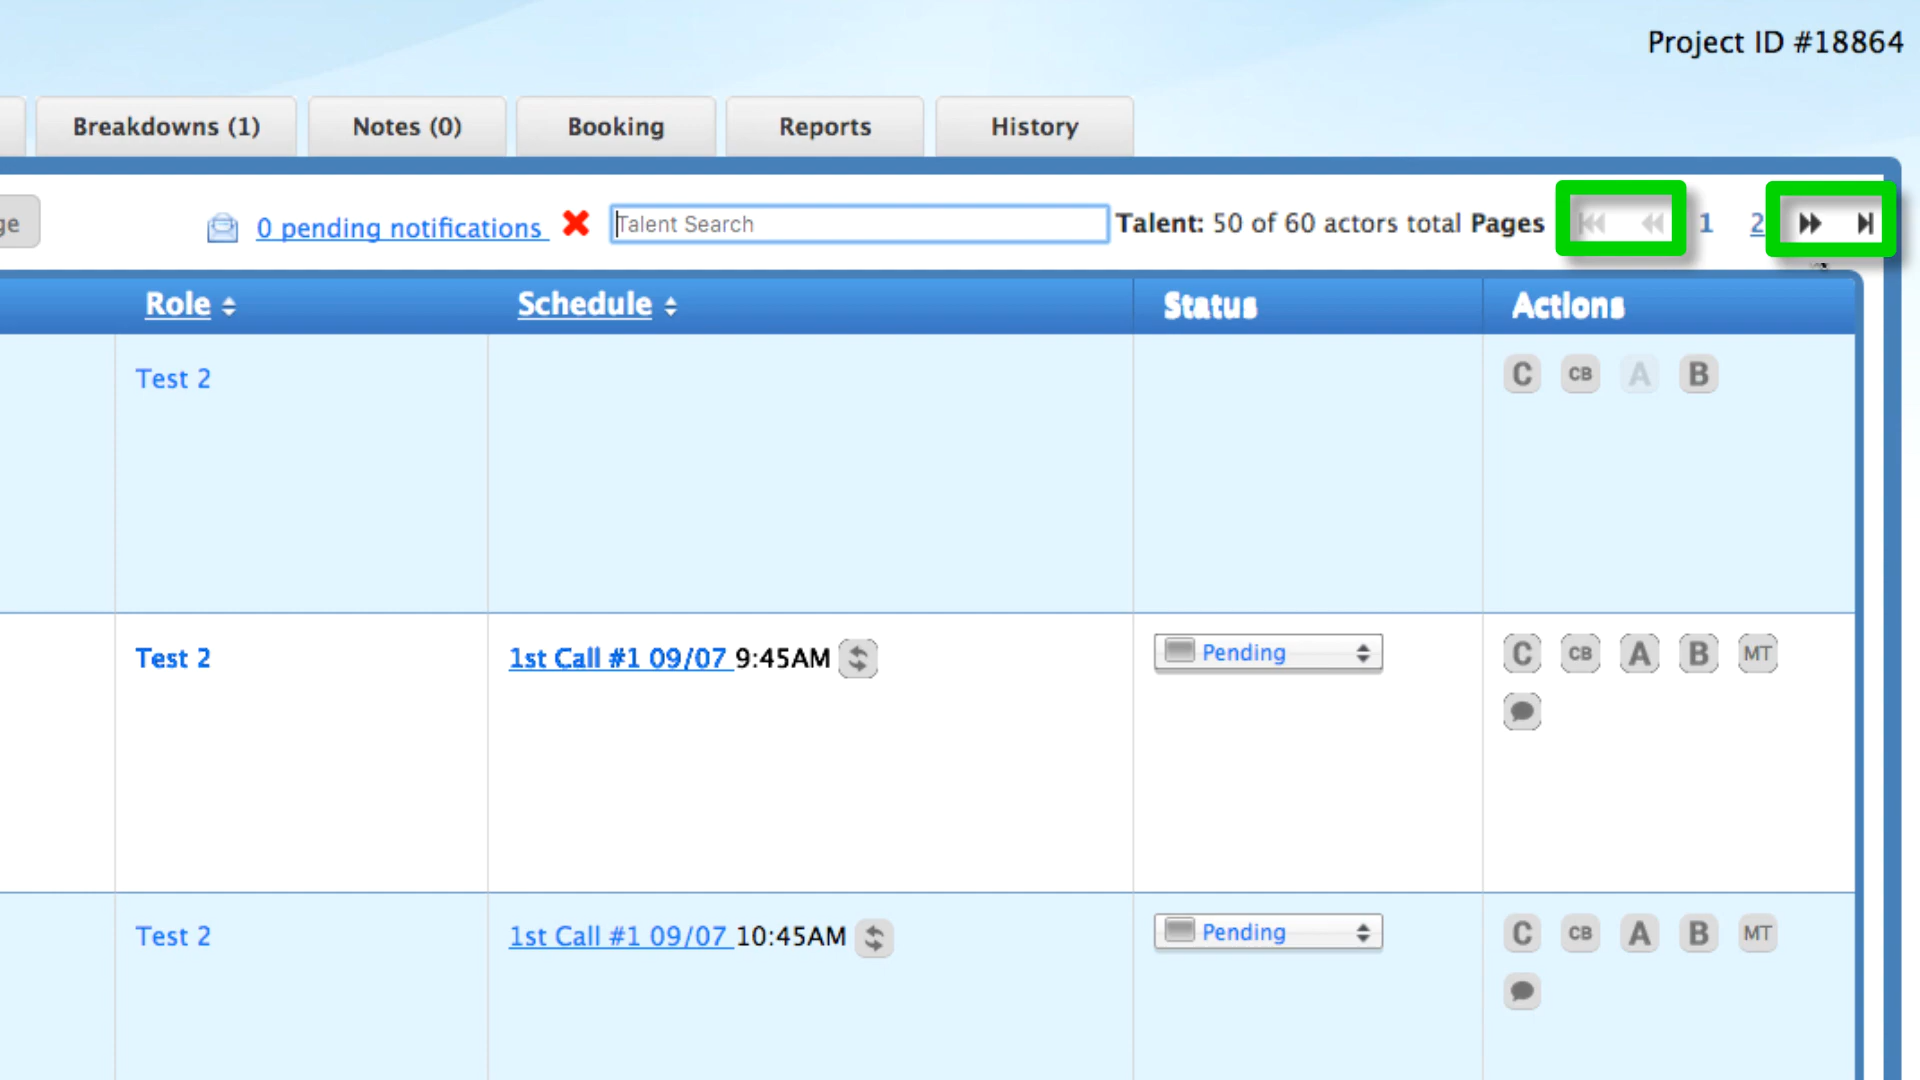 Project ID #18864
Breakdowns (1) Notes (0) Booking Reports History
ge 0 pending notifications Talent Search Talent: 50 of 60 actors total Pages 1 2
Role Schedule Status Actions
Test 2 C CB A B
Test 2 1st Call #1 09/07 9:45AM Pending C CB A B MT
Test 2 1st Call #1 09/07 10:45AM Pending C CB A B MT